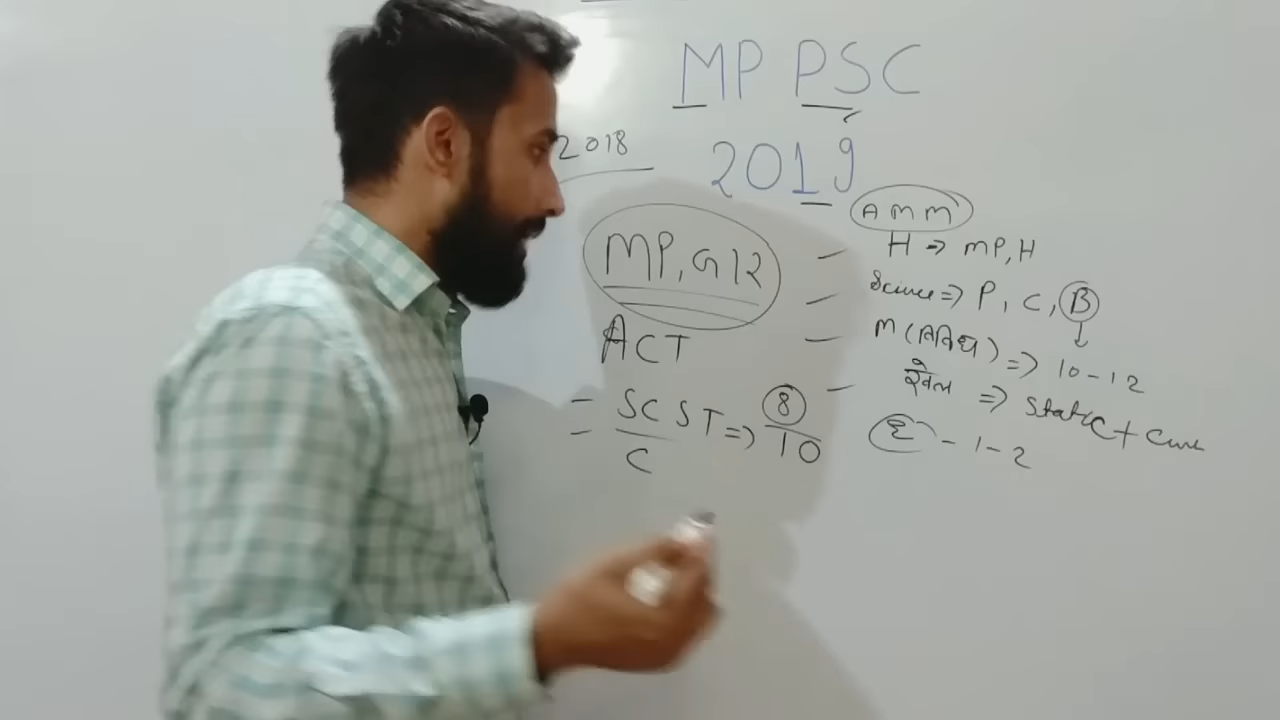 MP PSC
2018
2019
MP, GK
ACT
- SC ST => 8/10
- C
AMM
- H => MP, H
- Science => P, C, B
- M (विविध) => 10-12
- खेल => Static + Curr
E - 1-2